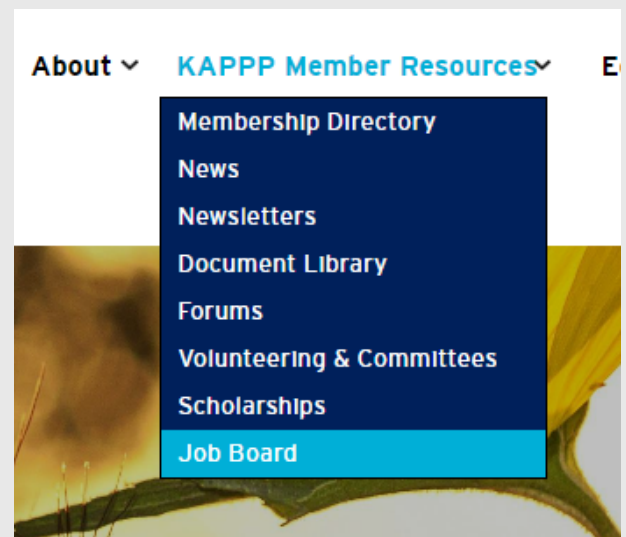 About KAPPP Member Resources
Membership Directory
News
Newsletters
Document Library
Forums
Volunteering & Committees
Scholarships
Job Board